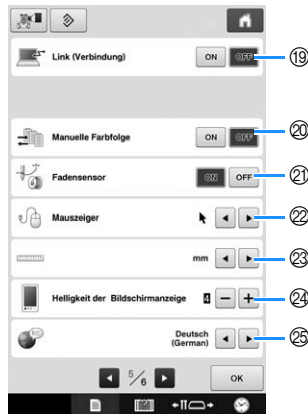 Link (Verbindung) ON OFF ⑲
Manuelle Farbfolge ON OFF ⑳
Fadensensor ON OFF ㉑
Mauszeiger ㉒
mm ㉓
Helligkeit der Bildschirmanzeige 4 − + ㉔
Deutsch
(German) ㉕
5/6 OK